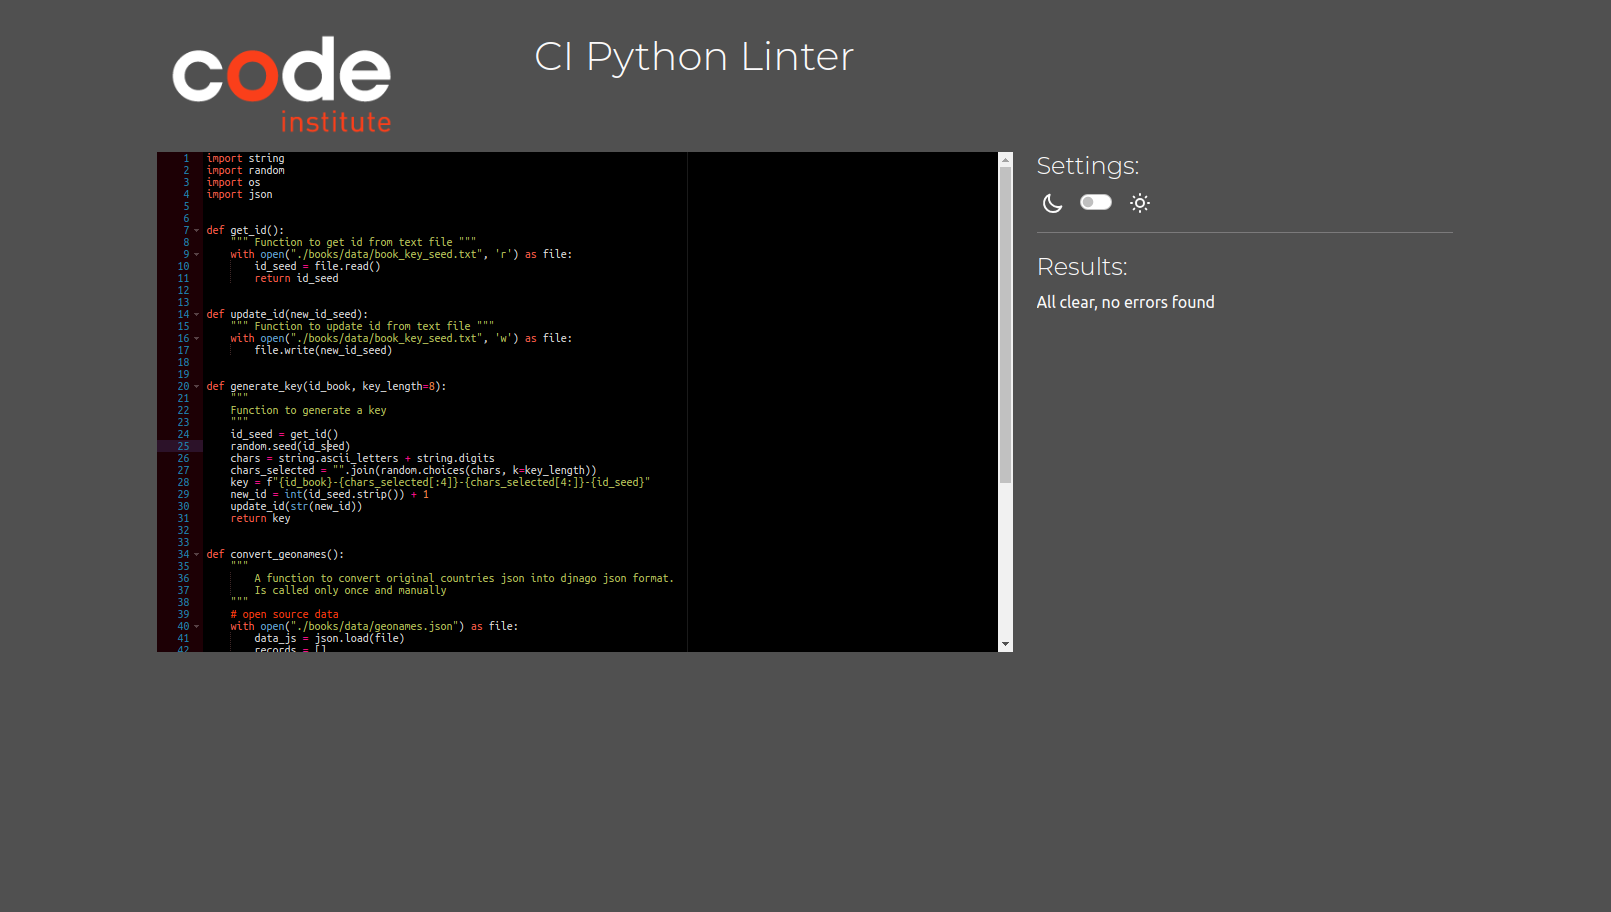 code
institute
CI Python Linter
1 import string
2 import random
3 import os
4 import json
5
6
7 def get_id():
8     """ Function to get id from text file """
9     with open("./books/data/book_key_seed.txt", 'r') as file:
10         id_seed = file.read()
11         return id_seed
12
13
14 def update_id(new_id_seed):
15     """ Function to update id from text file """
16     with open("./books/data/book_key_seed.txt", 'w') as file:
17         file.write(new_id_seed)
18
19
20 def generate_key(id_book, key_length=8):
21     """
22     Function to generate a key
23     """
24     id_seed = get_id()
25     random.seed(id_seed)
26     chars = string.ascii_letters + string.digits
27     chars_selected = "".join(random.choices(chars, k=key_length))
28     key = f"{id_book}-{chars_selected[:4]}-{chars_selected[4:]}-{id_seed}"
29     new_id = int(id_seed.strip()) + 1
30     update_id(str(new_id))
31     return key
32
33
34 def convert_geonames():
35     """
36         A function to convert original countries json into djnago json format.
37         Is called only once and manually
38     """
39     # open source data
40     with open("./books/data/geonames.json") as file:
41         data_js = json.load(file)
42         records = []
Settings:
Results:
All clear, no errors found